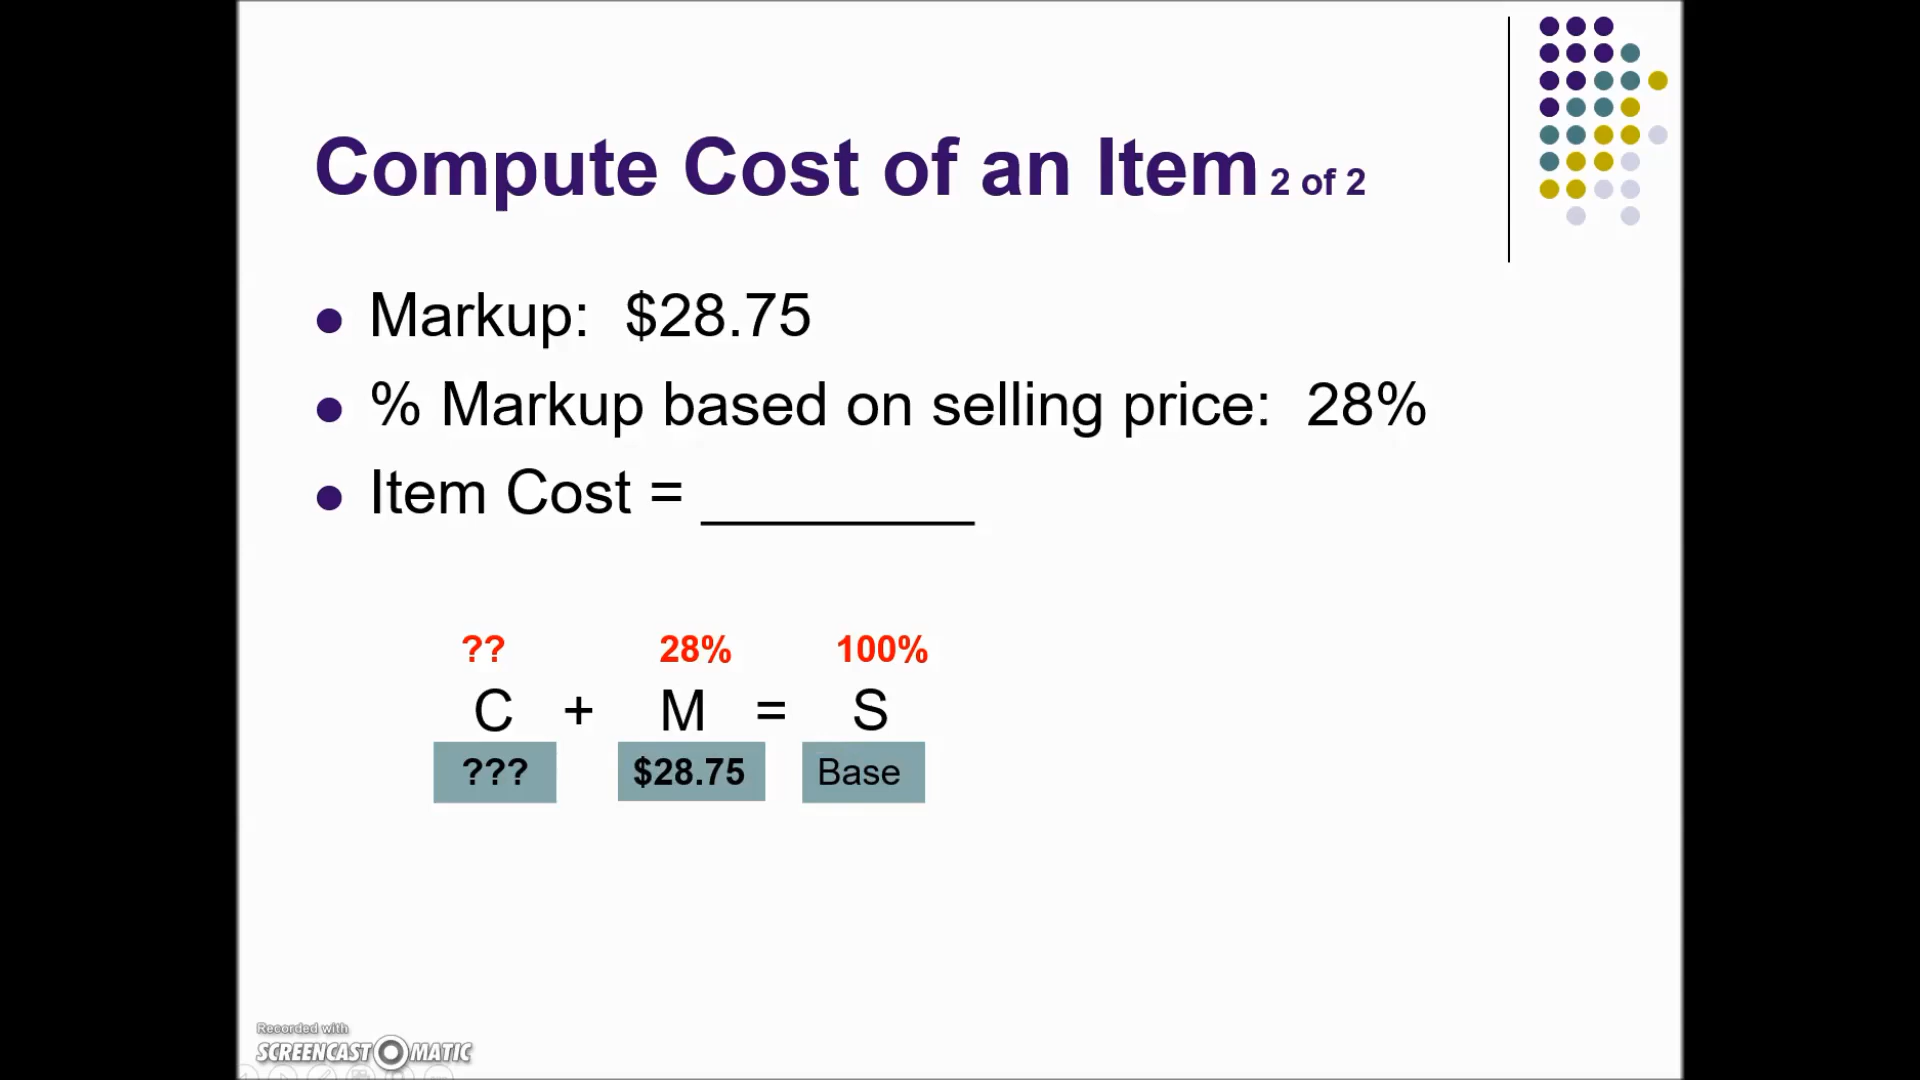 Compute Cost of an Item 2 of 2
Markup: $28.75
% Markup based on selling price: 28%
Item Cost = ________
?? 28% 100%
C + M = S
??? $28.75 Base
Recorded with
SCREENCAST-O-MATIC